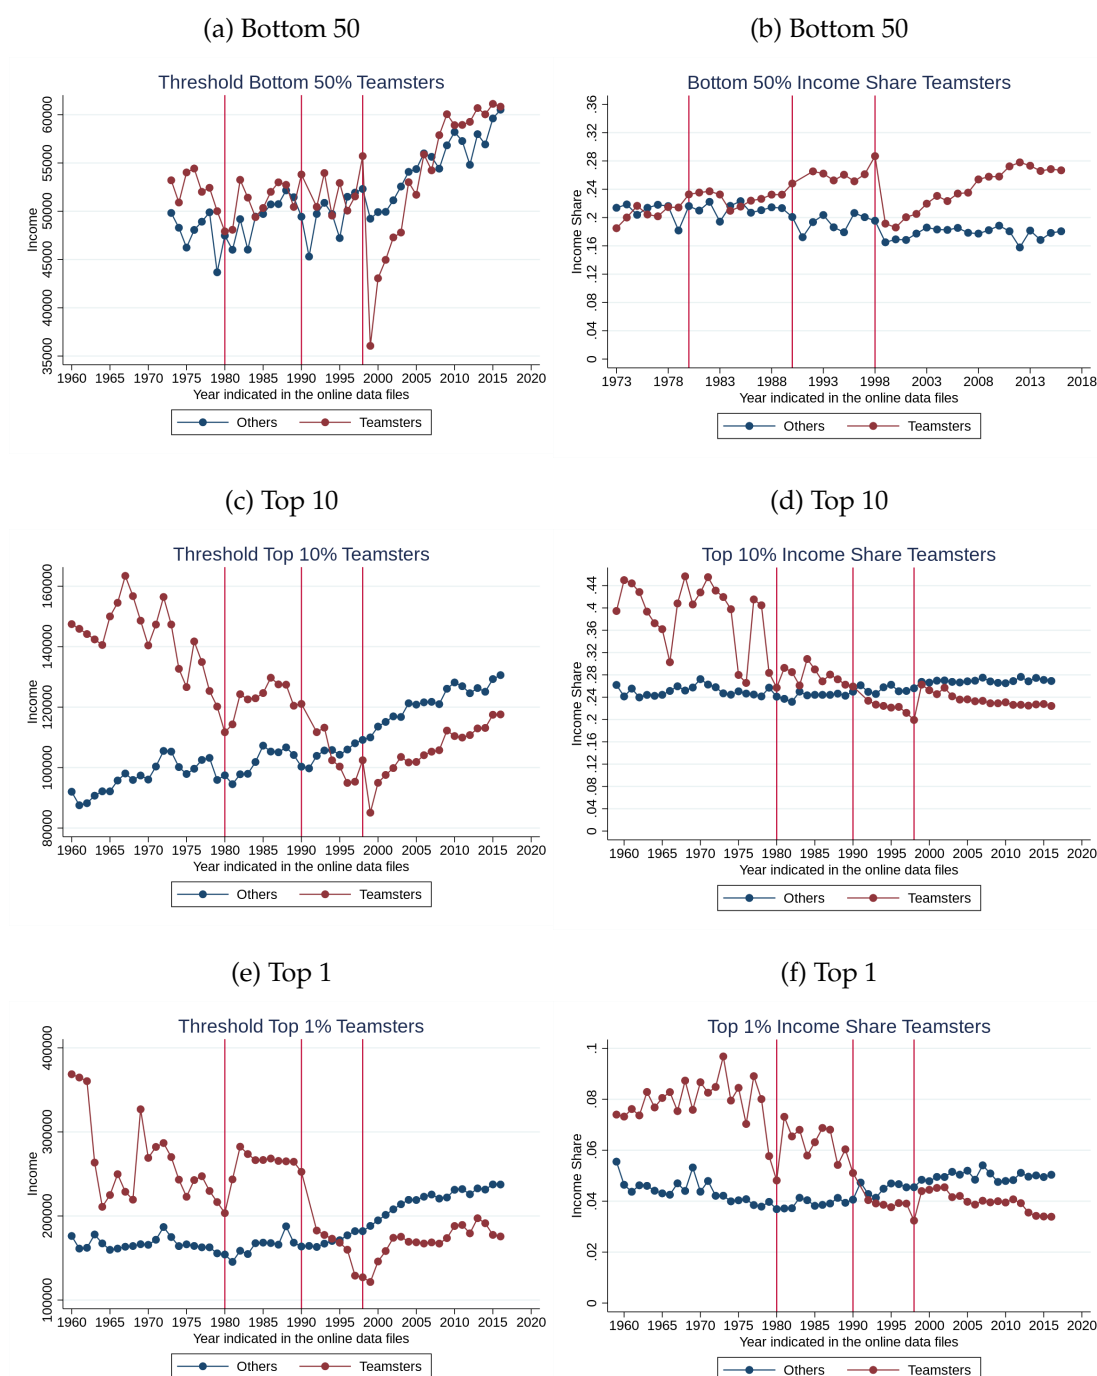 (a) Bottom 50
(b) Bottom 50
Threshold Bottom 50% Teamsters
Income
35000 40000 45000 50000 55000 60000
1960 1965 1970 1975 1980 1985 1990 1995 2000 2005 2010 2015 2020
Year indicated in the online data files
Others Teamsters
Bottom 50% Income Share Teamsters
Income Share
0 .04 .08 .12 .16 .2 .24 .28 .32 .36
1973 1978 1983 1988 1993 1998 2003 2008 2013 2018
Year indicated in the online data files
Others Teamsters
(c) Top 10
(d) Top 10
Threshold Top 10% Teamsters
Income
80000 100000 120000 140000 160000
1960 1965 1970 1975 1980 1985 1990 1995 2000 2005 2010 2015 2020
Year indicated in the online data files
Others Teamsters
Top 10% Income Share Teamsters
Income Share
0 .04 .08 .12 .16 .2 .24 .28 .32 .36 .4 .44
1960 1965 1970 1975 1980 1985 1990 1995 2000 2005 2010 2015 2020
Year indicated in the online data files
Others Teamsters
(e) Top 1
(f) Top 1
Threshold Top 1% Teamsters
Income
100000 200000 300000 400000
1960 1965 1970 1975 1980 1985 1990 1995 2000 2005 2010 2015 2020
Year indicated in the online data files
Others Teamsters
Top 1% Income Share Teamsters
Income Share
0 .02 .04 .06 .08 .1
1960 1965 1970 1975 1980 1985 1990 1995 2000 2005 2010 2015 2020
Year indicated in the online data files
Others Teamsters